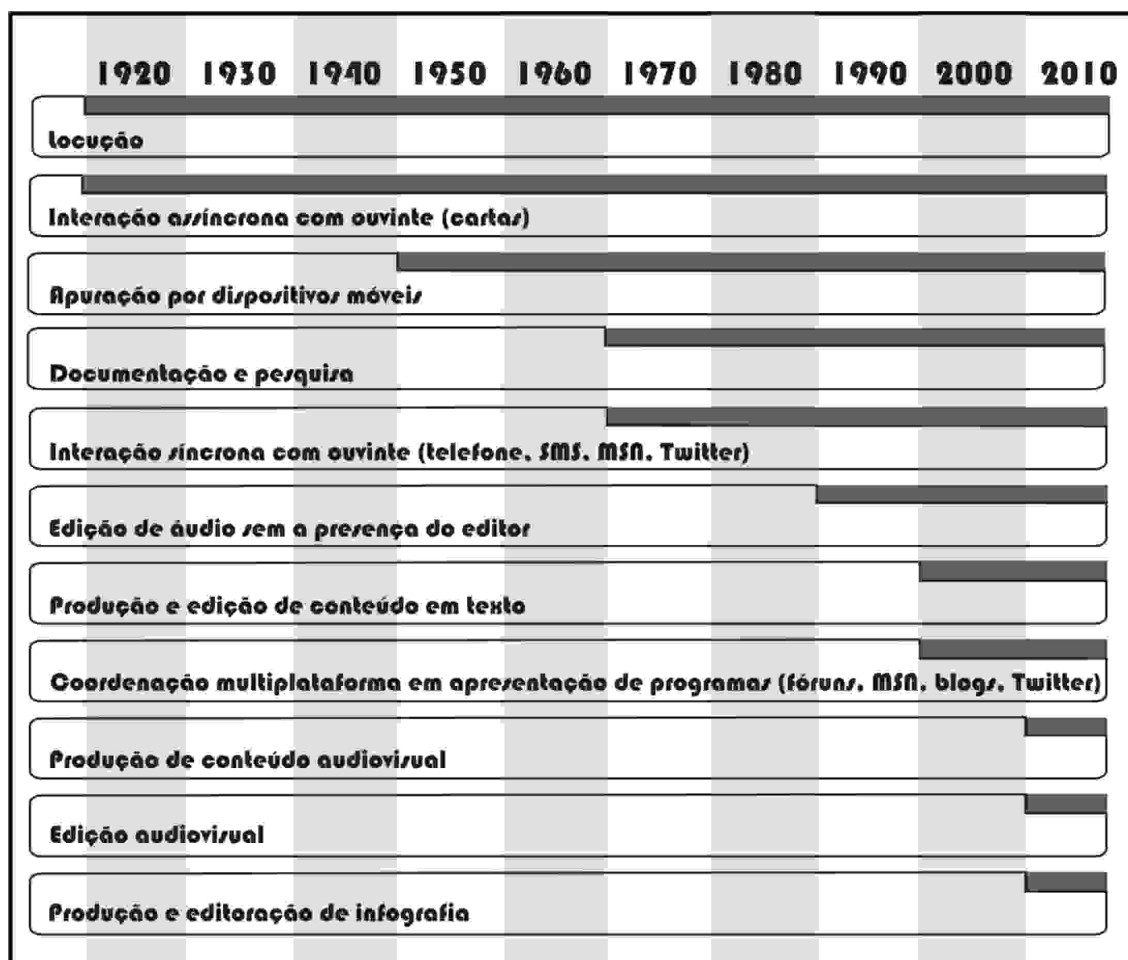 1920 1930 1940 1950 1960 1970 1980 1990 2000 2010
Locução
Interação assíncrona com ouvinte (cartas)
Apuração por dispositivos móveis
Documentação e pesquisa
Interação síncrona com ouvinte (telefone, SMS, MSN, Twitter)
Edição de áudio sem a presença do editor
Produção e edição de conteúdo em texto
Coordenação multiplataforma em apresentação de programas (fóruns, MSN, blogs, Twitter)
Produção de conteúdo audiovisual
Edição audiovisual
Produção e editoração de infografia